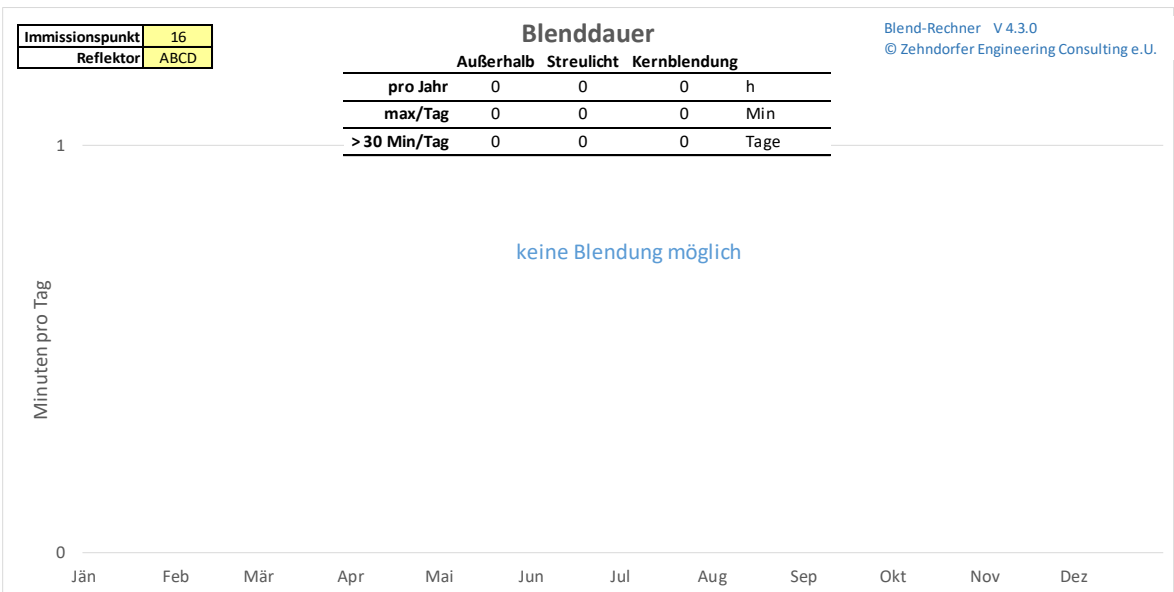 Immissionspunkt 16
Reflektor ABCD
Blenddauer
Blend-Rechner V 4.3.0
© Zehndorfer Engineering Consulting e.U.
Außerhalb Streulicht Kernblendung
pro Jahr 0 0 0 h
max/Tag 0 0 0 Min
> 30 Min/Tag 0 0 0 Tage
1
keine Blendung möglich
Minuten pro Tag
0
Jän Feb Mär Apr Mai Jun Jul Aug Sep Okt Nov Dez